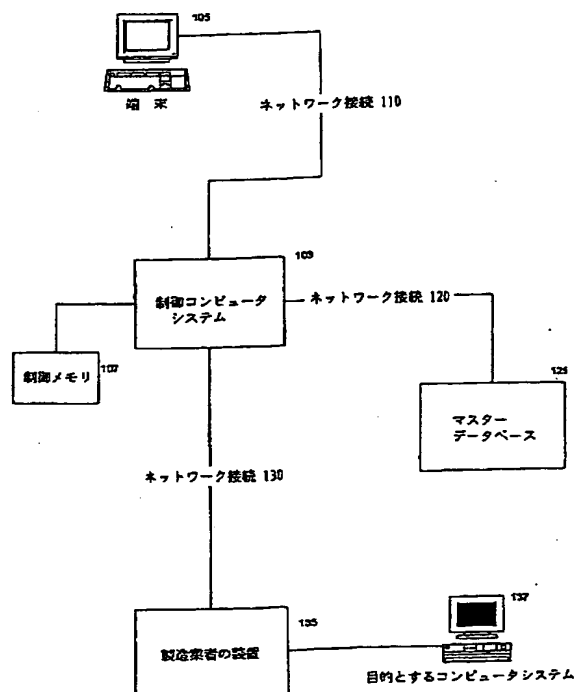 105
端 末
ネットワーク接続 110
103
制御コンピュータ
システム
ネットワーク接続 120
107
制御メモリ
125
マスター
データベース
ネットワーク接続 130
135
製造業者の装置
137
目的とするコンピュータシステム